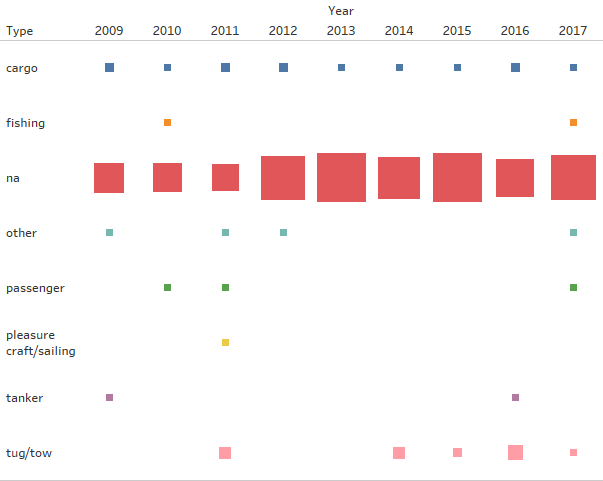 Year
Type 2009 2010 2011 2012 2013 2014 2015 2016 2017
cargo
fishing
na
other
passenger
pleasure
craft/sailing
tanker
tug/tow